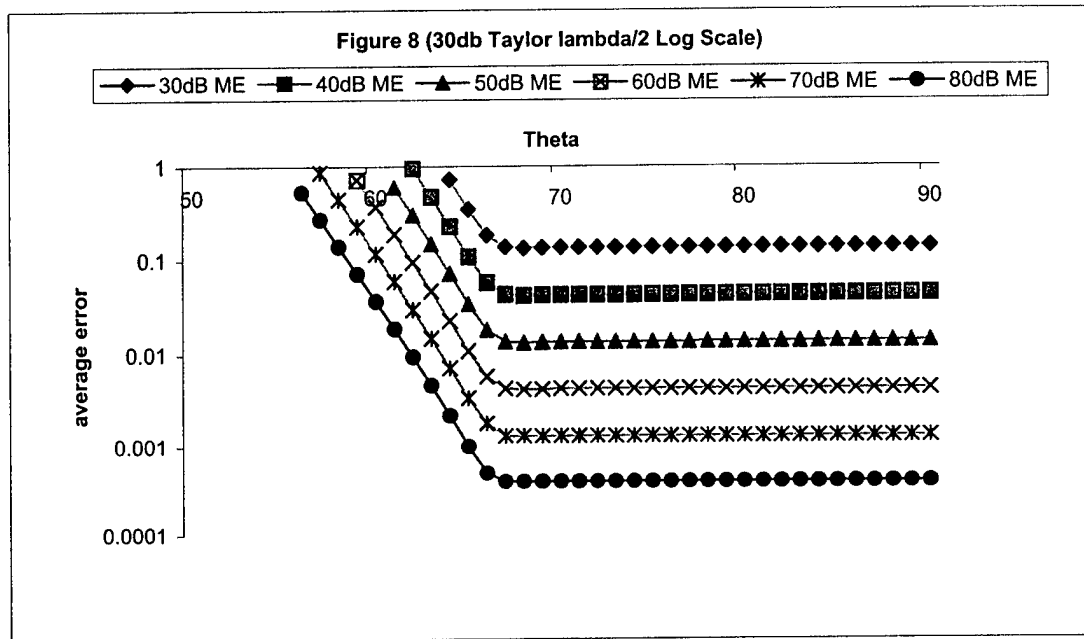 Figure 8 (30db Taylor lambda/2 Log Scale)
30dB ME 40dB ME 50dB ME 60dB ME 70dB ME 80dB ME
Theta
1
50 60 70 80 90
0.1
0.01
0.001
0.0001
average error